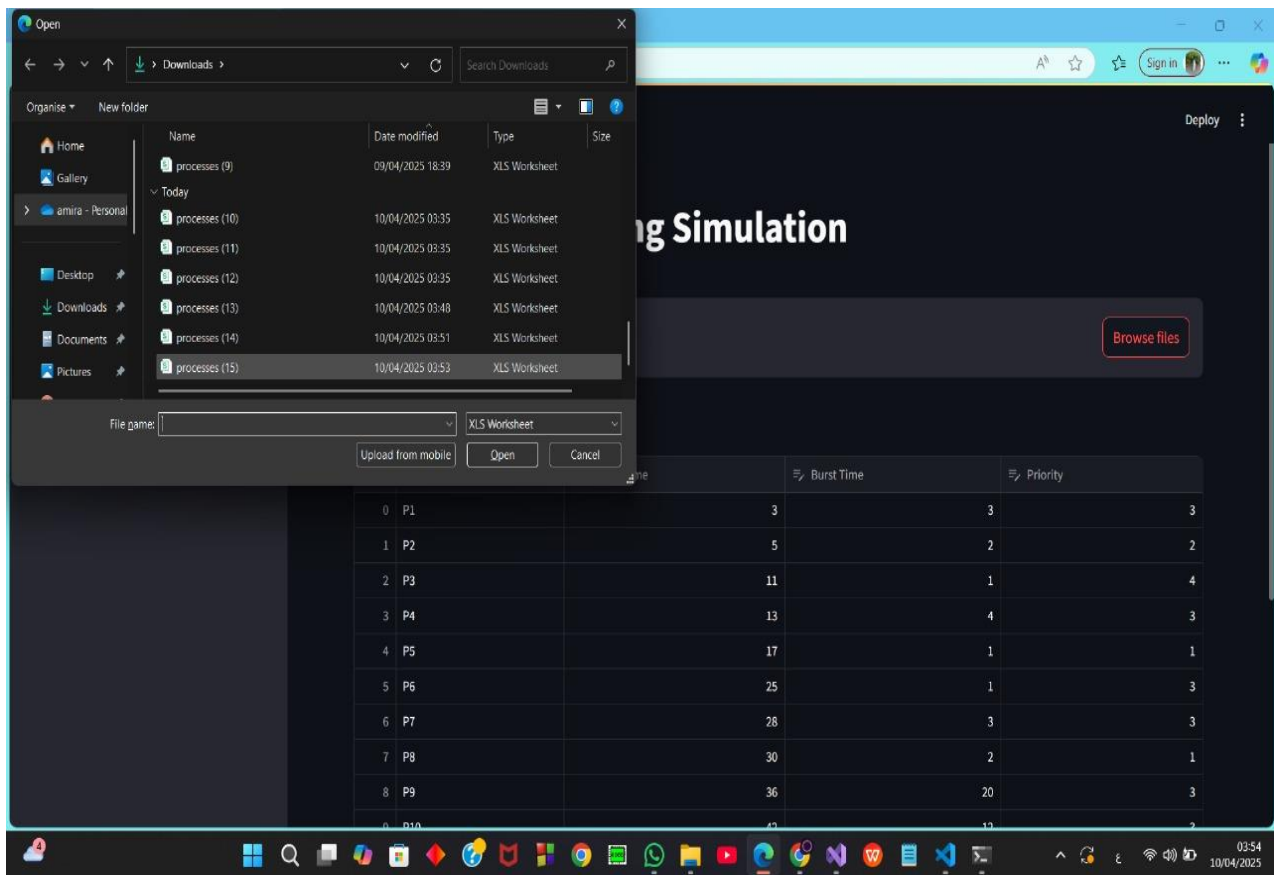 Open
Downloads
Search Downloads
Sign in
Organise
New folder
Deploy
Name
Date modified
Type
Size
Home
Gallery
amira - Personal
Desktop
Downloads
Documents
Pictures
processes (9) 09/04/2025 18:39 XLS Worksheet
Today
processes (10) 10/04/2025 03:35 XLS Worksheet
processes (11) 10/04/2025 03:35 XLS Worksheet
processes (12) 10/04/2025 03:35 XLS Worksheet
processes (13) 10/04/2025 03:48 XLS Worksheet
processes (14) 10/04/2025 03:51 XLS Worksheet
processes (15) 10/04/2025 03:53 XLS Worksheet
File name:
XLS Worksheet
Upload from mobile
Open
Cancel
ng Simulation
Browse files
me Burst Time Priority
0 P1 3 3 3
1 P2 5 2 2
2 P3 11 1 4
3 P4 13 4 3
4 P5 17 1 1
5 P6 25 1 3
6 P7 28 3 3
7 P8 30 2 1
8 P9 36 20 3
9 P10 42 12
4
ع
03:54
10/04/2025